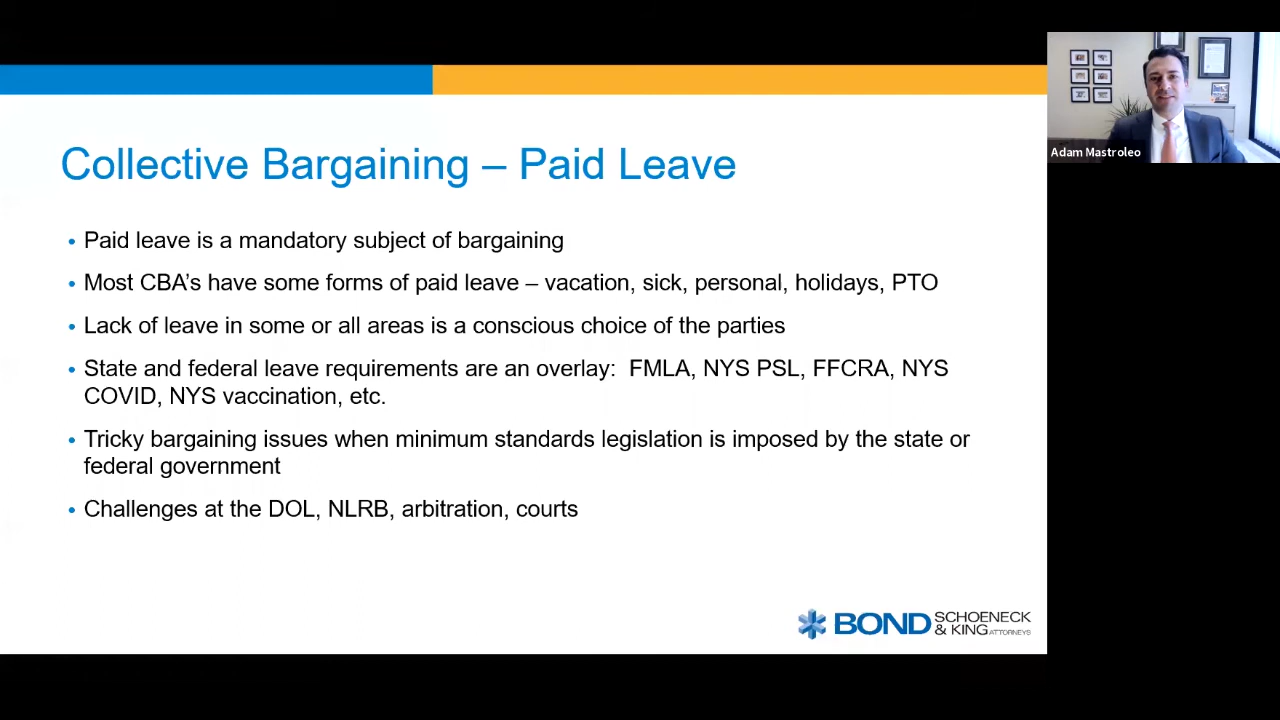 Collective Bargaining – Paid Leave
• Paid leave is a mandatory subject of bargaining
• Most CBA's have some forms of paid leave – vacation, sick, personal, holidays, PTO
• Lack of leave in some or all areas is a conscious choice of the parties
• State and federal leave requirements are an overlay:  FMLA, NYS PSL, FFCRA, NYS
COVID, NYS vaccination, etc.
• Tricky bargaining issues when minimum standards legislation is imposed by the state or
federal government
• Challenges at the DOL, NLRB, arbitration, courts
BOND SCHOENECK
& KING ATTORNEYS
Adam Mastroleo